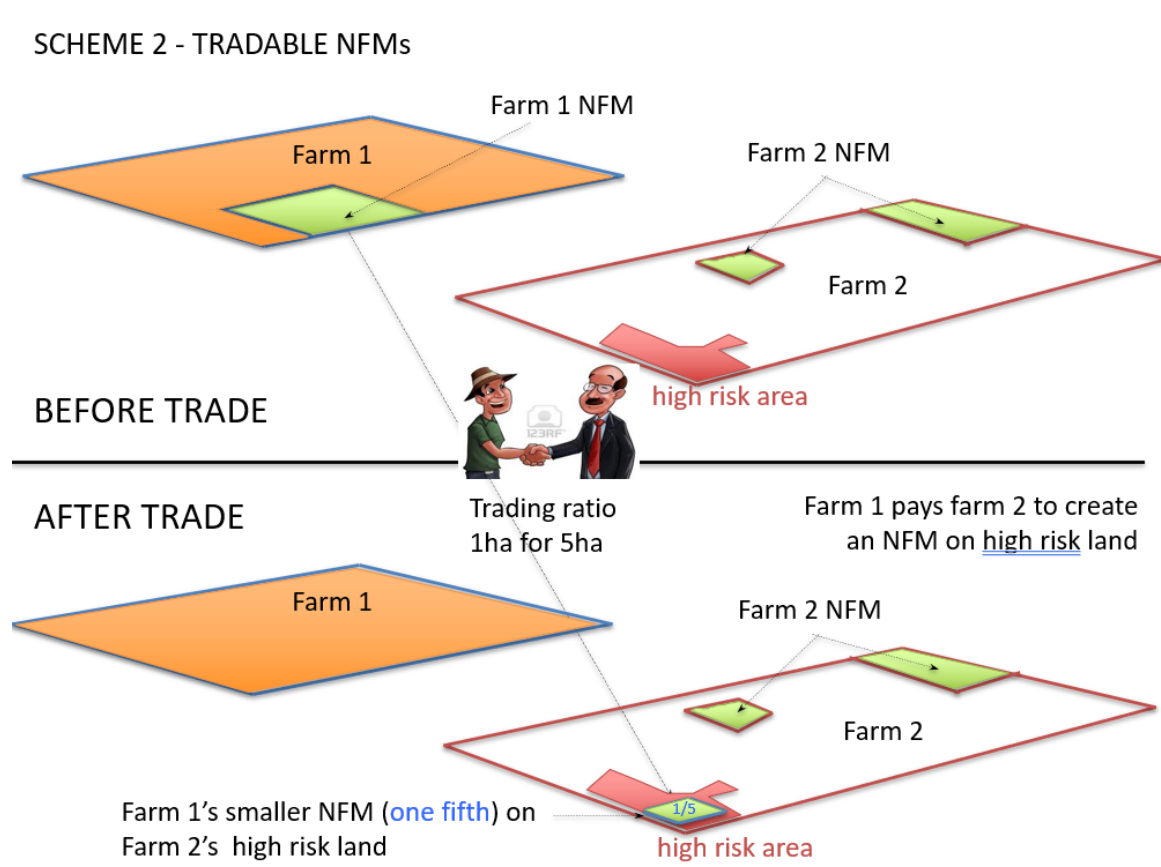 SCHEME 2 - TRADABLE NFMs
Farm 1 NFM
Farm 1
Farm 2 NFM
Farm 2
high risk area
BEFORE TRADE
123RF
AFTER TRADE
Trading ratio
1ha for 5ha
Farm 1 pays farm 2 to create
an NFM on high risk land
Farm 1
Farm 2 NFM
Farm 2
1/5
Farm 1's smaller NFM (one fifth) on
Farm 2's  high risk land
high risk area